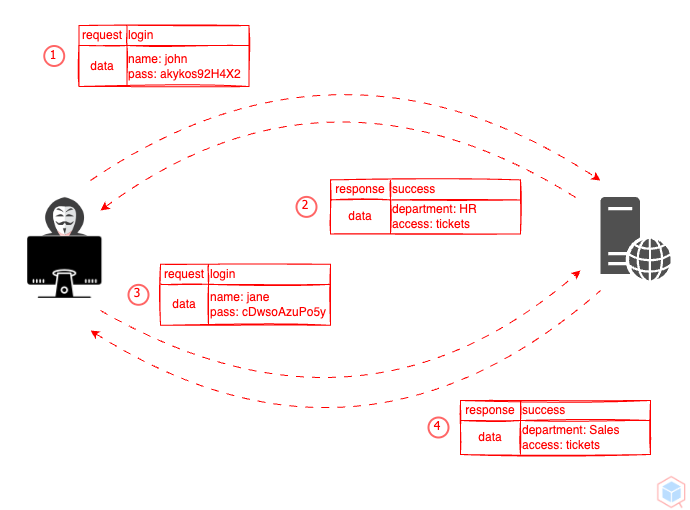 1
request login
data name: john
pass: akykos92H4X2
2
response success
data department: HR
access: tickets
3
request login
data name: jane
pass: cDwsoAzuPo5y
4
response success
data department: Sales
access: tickets